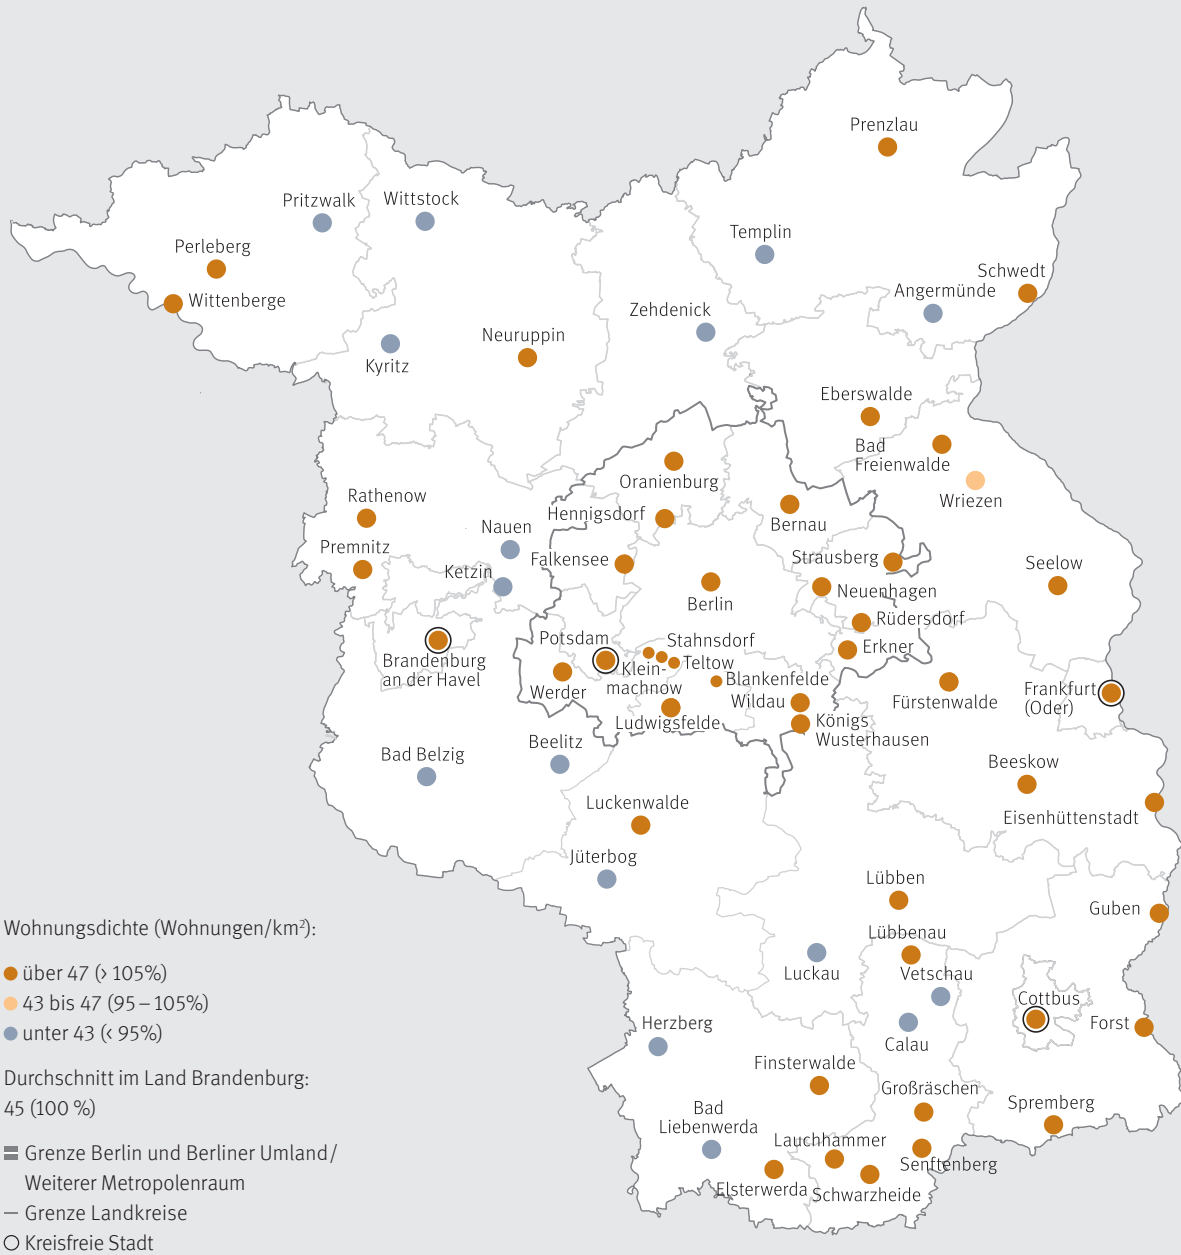 Prenzlau
Pritzwalk
Wittstock
Templin
Perleberg
Schwedt
Angermünde
Wittenberge
Zehdenick
Neuruppin
Kyritz
Eberswalde
Bad
Freienwalde
Wriezen
Oranienburg
Rathenow
Hennigsdorf
Bernau
Nauen
Premnitz
Falkensee
Strausberg
Ketzin
Seelow
Neuenhagen
Berlin
Rüdersdorf
Potsdam
Stahnsdorf
Erkner
Brandenburg
an der Havel
Klein-
machnow
Teltow
Blankenfelde
Werder
Wildau
Fürstenwalde
Frankfurt
(Oder)
Ludwigsfelde
Königs
Wusterhausen
Beelitz
Bad Belzig
Beeskow
Luckenwalde
Eisenhüttenstadt
Jüterbog
Lübben
Guben
Lübbenau
Luckau
Vetschau
Cottbus
Herzberg
Forst
Calau
Finsterwalde
Großräschen
Spremberg
Bad
Liebenwerda
Lauchhammer
Senftenberg
Elsterwerda
Schwarzheide
Wohnungsdichte (Wohnungen/km²):
über 47 (> 105%)
43 bis 47 (95 – 105%)
unter 43 (< 95%)
Durchschnitt im Land Brandenburg:
45 (100 %)
Grenze Berlin und Berliner Umland/
Weiterer Metropolenraum
Grenze Landkreise
Kreisfreie Stadt